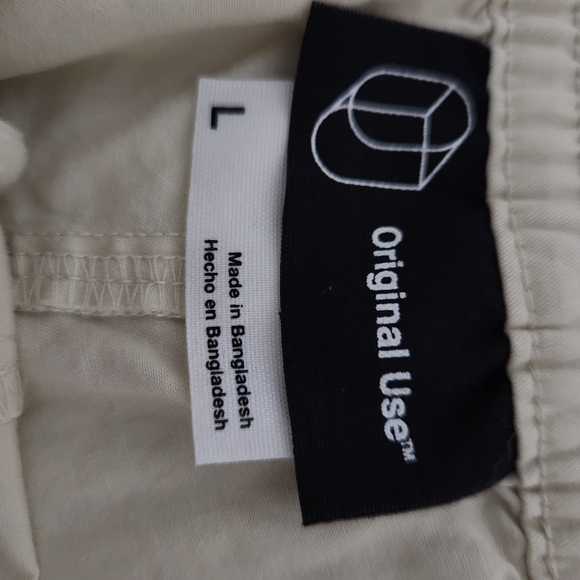 Original Use™
L
Made in Bangladesh
Hecho en Bangladesh